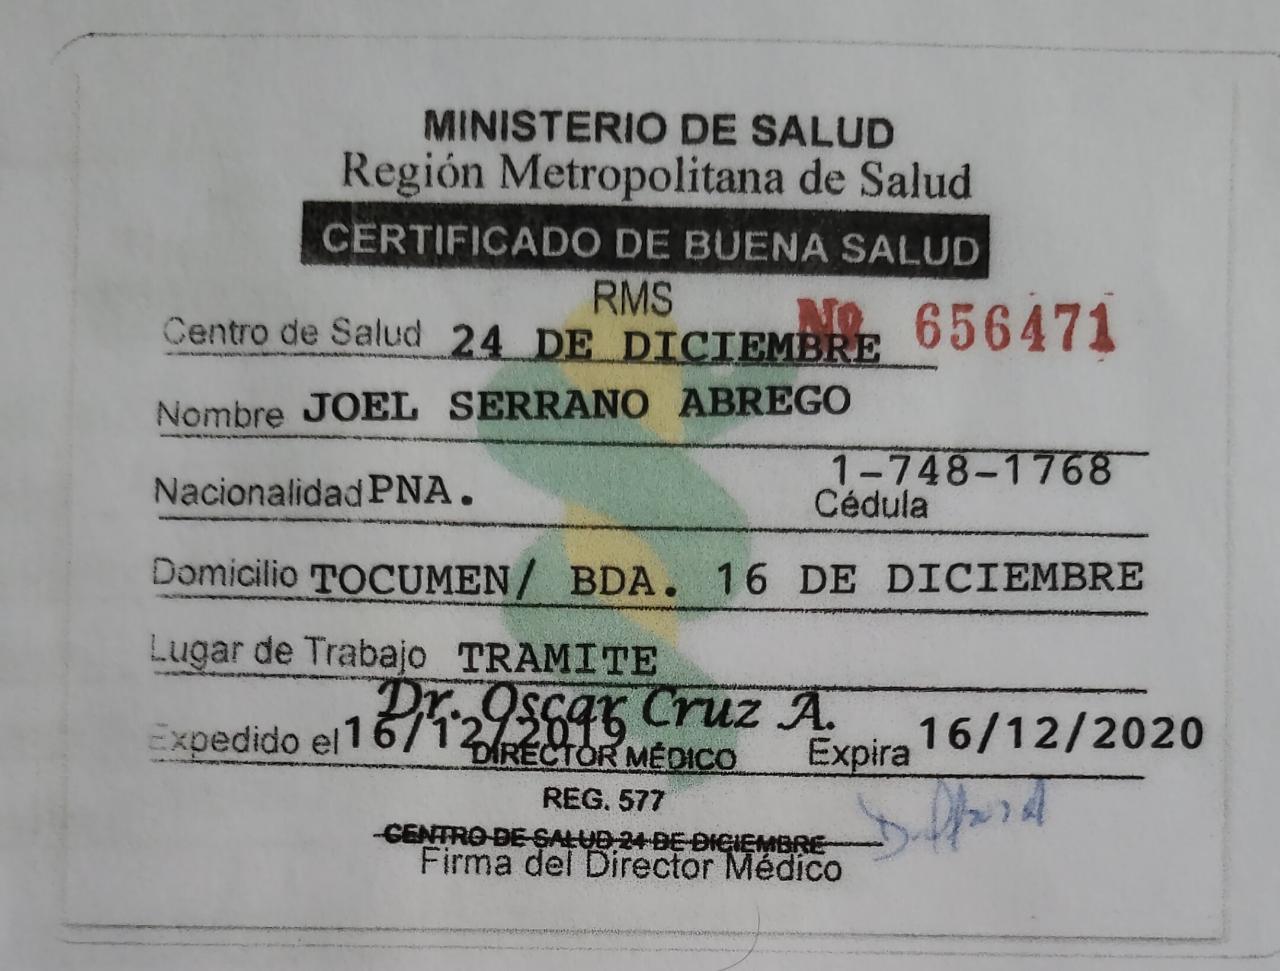 MINISTERIO DE SALUD
Región Metropolitana de Salud
CERTIFICADO DE BUENA SALUD
RMS
Nº 656471
Centro de Salud 24 DE DICIEMBRE
Nombre JOEL SERRANO ABREGO
Nacionalidad PNA.
1-748-1768
Cédula
Domicilio TOCUMEN/ BDA. 16 DE DICIEMBRE
Lugar de Trabajo TRAMITE
Dr. Oscar Cruz A.
Expedido el 16/12/2019 Expira 16/12/2020
DIRECTOR MÉDICO
REG. 577
CENTRO DE SALUD 24 DE DICIEMBRE
Firma del Director Médico